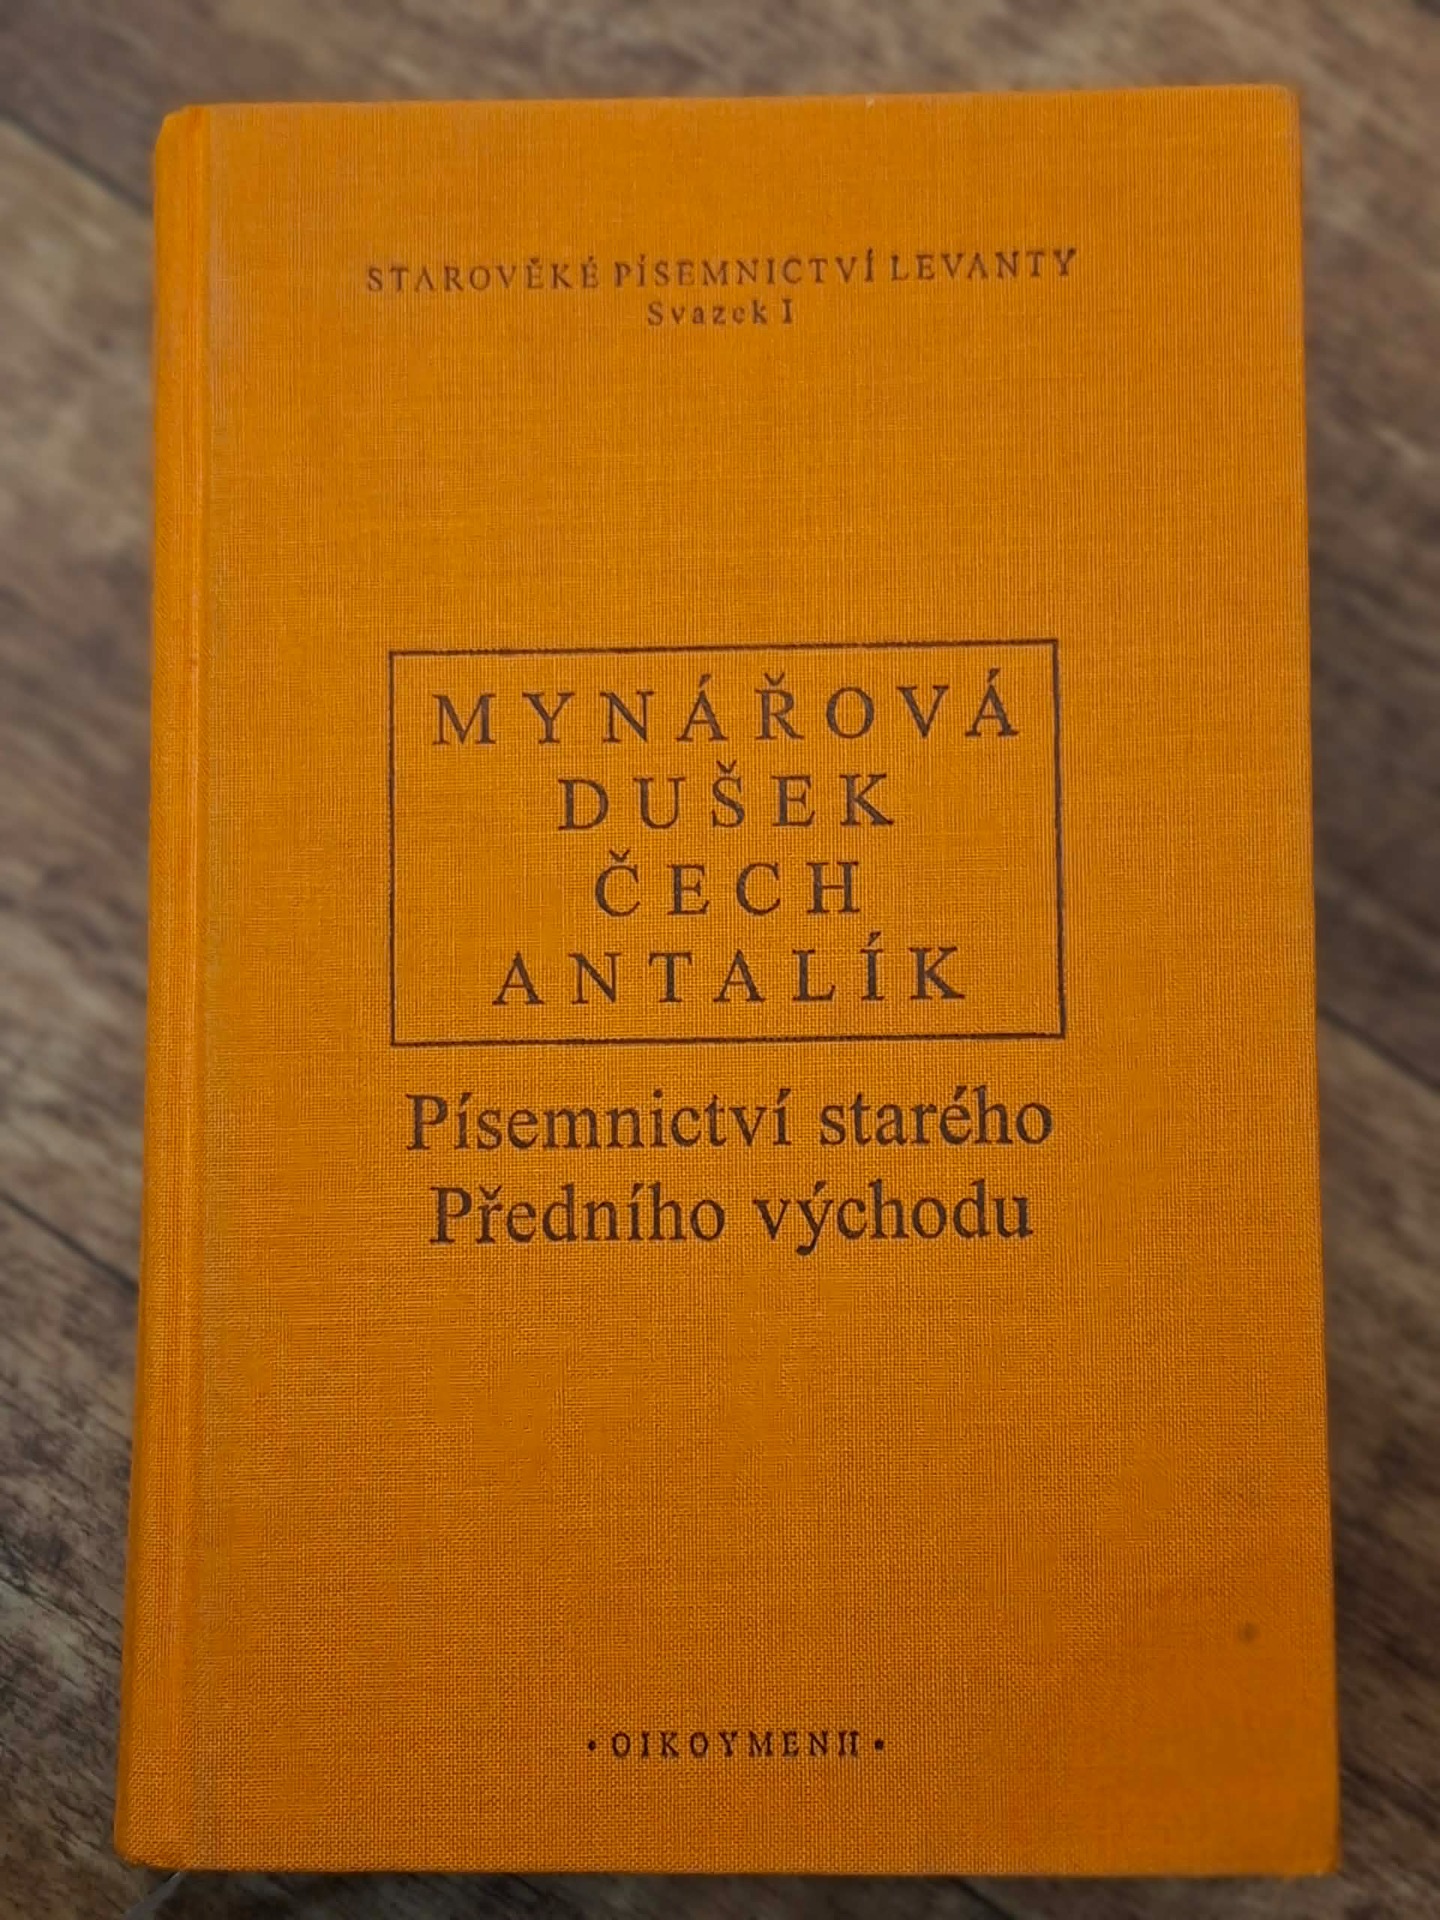 STAROVĚKÉ PÍSEMNICTVÍ LEVANTY
Svazek I
MYNÁŘOVÁ
DUŠEK
ČECH
ANTALÍK
Písemnictví starého
Předního východu
•OIKOYMENH•